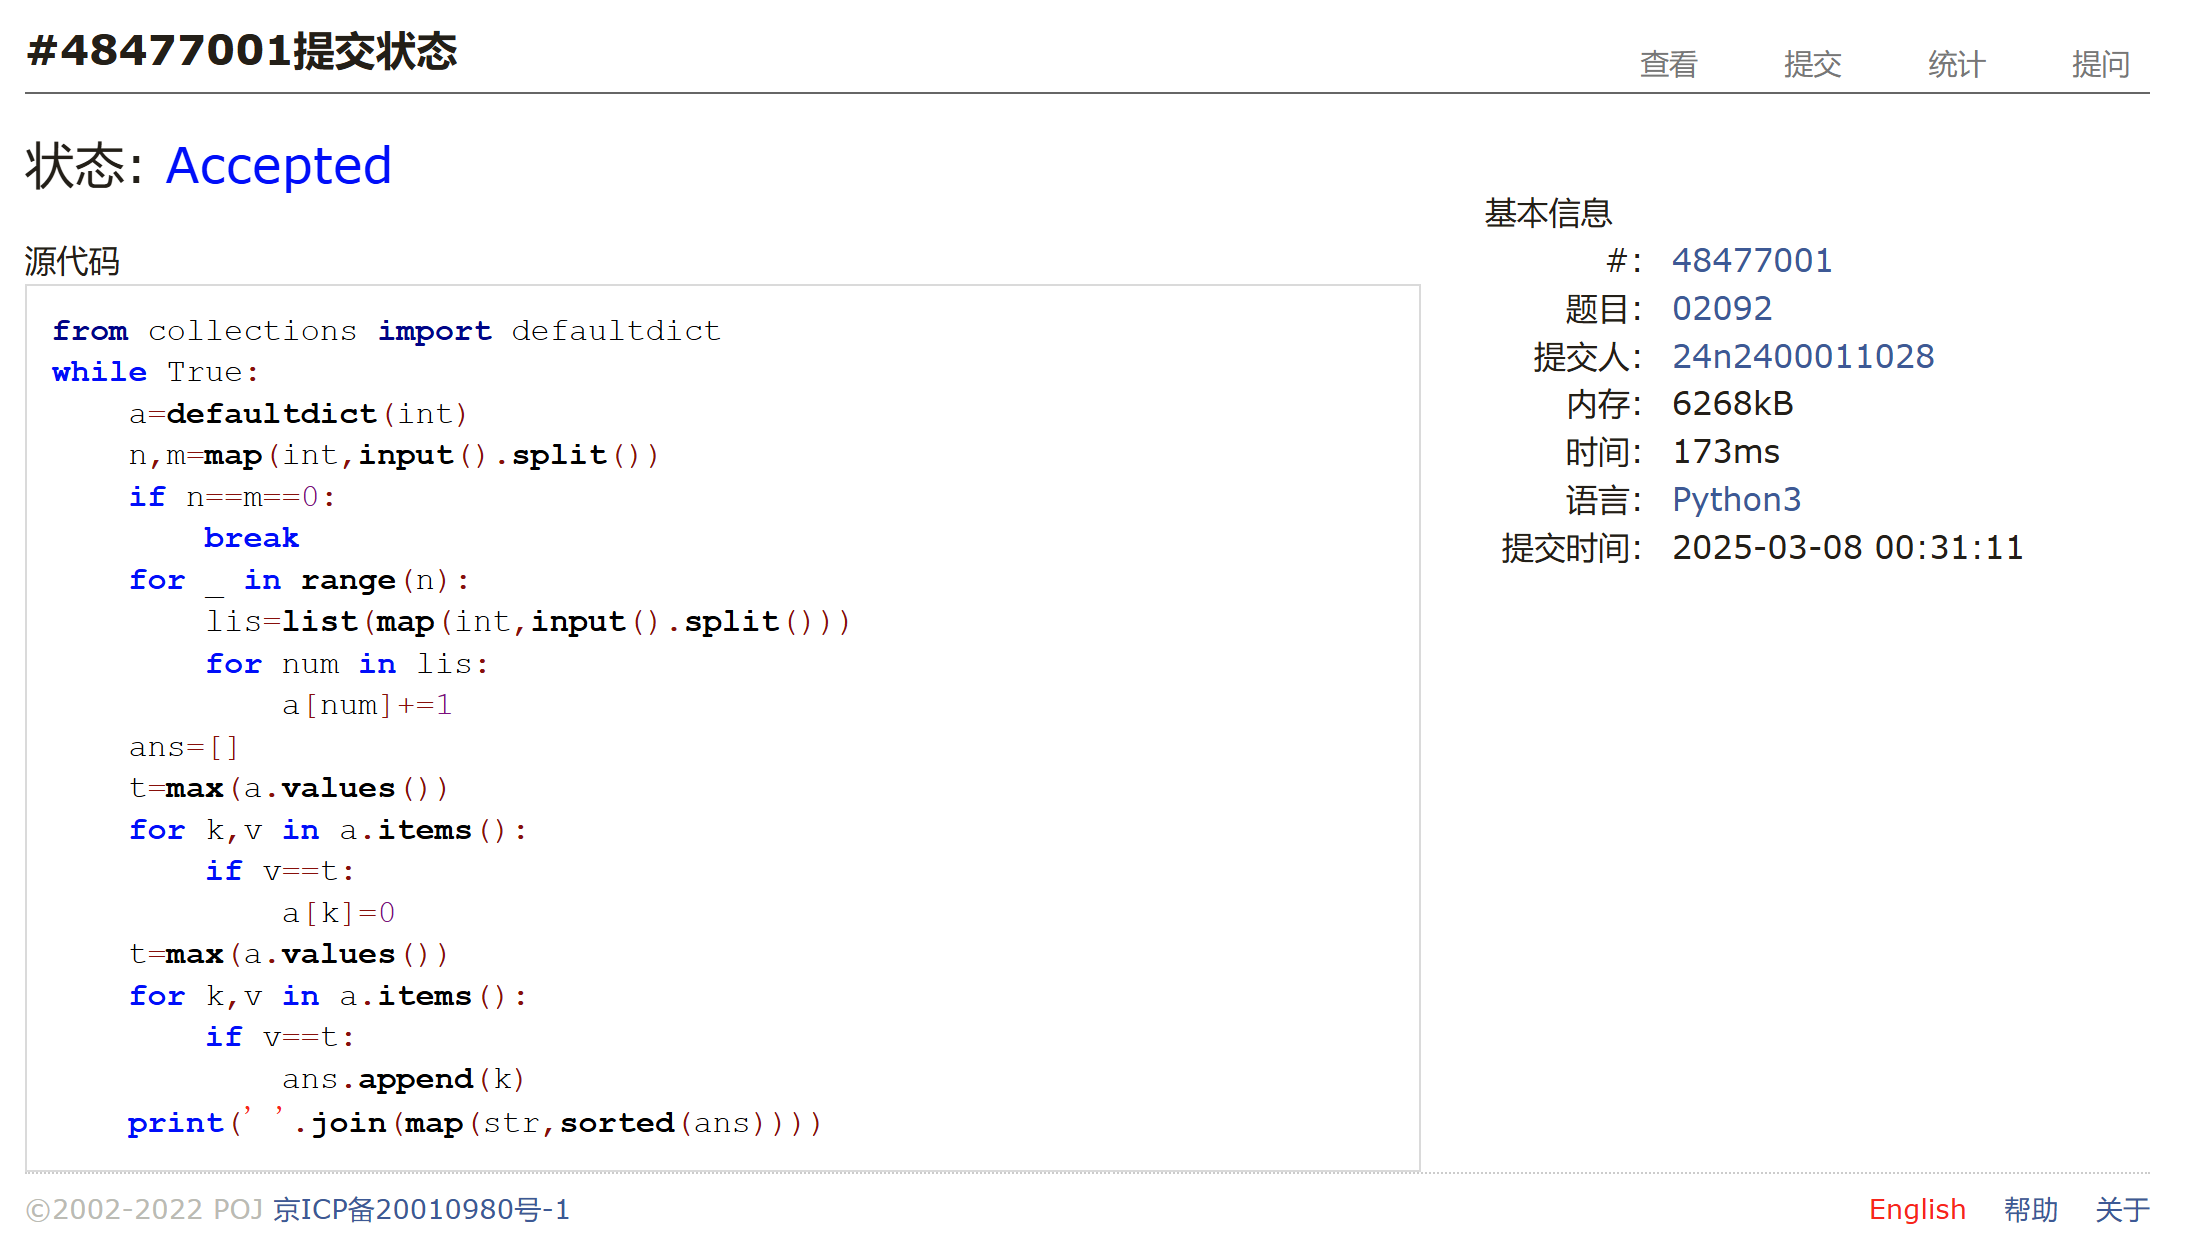 #48477001提交状态
查看 提交 统计 提问
状态: Accepted
源代码
from collections import defaultdict
while True:
    a=defaultdict(int)
    n,m=map(int,input().split())
    if n==m==0:
        break
    for _ in range(n):
        lis=list(map(int,input().split()))
        for num in lis:
            a[num]+=1
    ans=[]
    t=max(a.values())
    for k,v in a.items():
        if v==t:
            a[k]=0
    t=max(a.values())
    for k,v in a.items():
        if v==t:
            ans.append(k)
    print(' '.join(map(str,sorted(ans))))
基本信息
#: 48477001
题目: 02092
提交人: 24n2400011028
内存: 6268kB
时间: 173ms
语言: Python3
提交时间: 2025-03-08 00:31:11
©2002-2022 POJ 京ICP备20010980号-1
English 帮助 关于